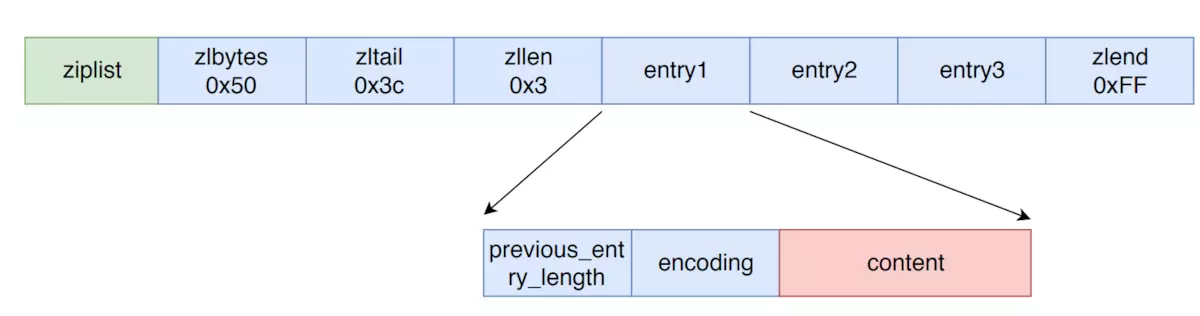 ziplist
zlbytes
0x50
zltail
0x3c
zllen
0x3
entry1
entry2
entry3
zlend
0xFF
previous_ent
ry_length
encoding
content